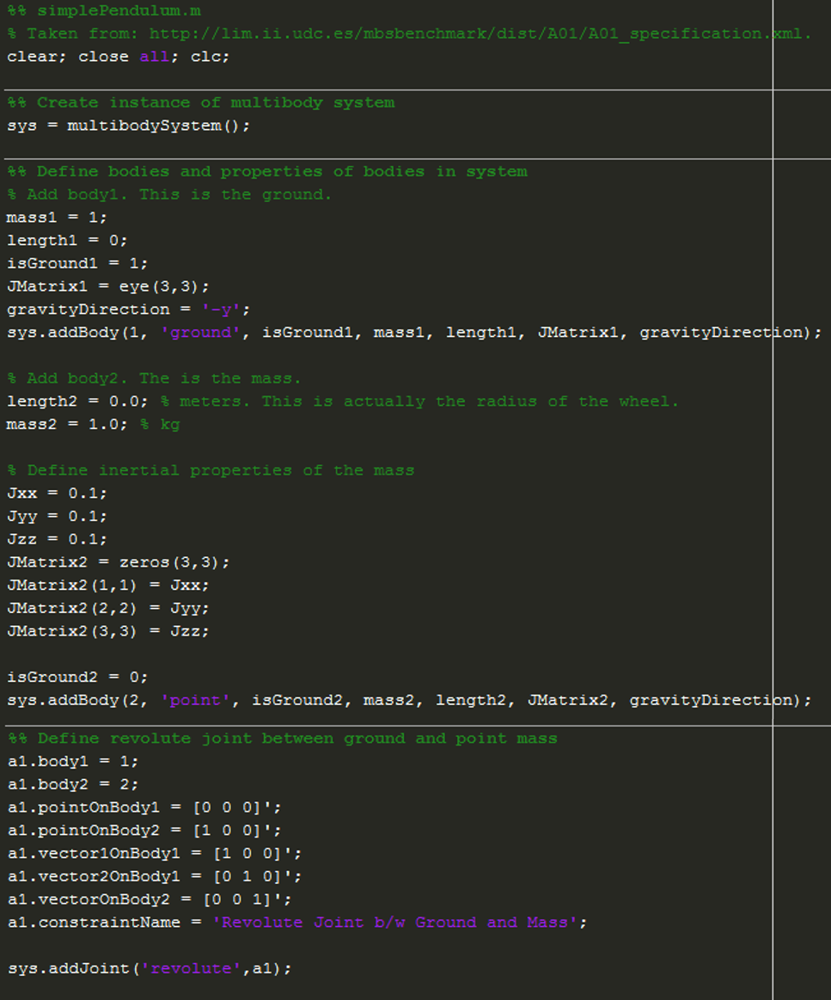 %% simplePendulum.m
% Taken from: http://lim.ii.udc.es/mbsbenchmark/dist/A01/A01_specification.xml.
clear; close all; clc;
%% Create instance of multibody system
sys = multibodySystem();
%% Define bodies and properties of bodies in system
% Add body1. This is the ground.
mass1 = 1;
length1 = 0;
isGround1 = 1;
JMatrix1 = eye(3,3);
gravityDirection = '-y';
sys.addBody(1, 'ground', isGround1, mass1, length1, JMatrix1, gravityDirection);
% Add body2. The is the mass.
length2 = 0.0; % meters. This is actually the radius of the wheel.
mass2 = 1.0; % kg
% Define inertial properties of the mass
Jxx = 0.1;
Jyy = 0.1;
Jzz = 0.1;
JMatrix2 = zeros(3,3);
JMatrix2(1,1) = Jxx;
JMatrix2(2,2) = Jyy;
JMatrix2(3,3) = Jzz;
isGround2 = 0;
sys.addBody(2, 'point', isGround2, mass2, length2, JMatrix2, gravityDirection);
%% Define revolute joint between ground and point mass
a1.body1 = 1;
a1.body2 = 2;
a1.pointOnBody1 = [0 0 0]';
a1.pointOnBody2 = [1 0 0]';
a1.vector1OnBody1 = [1 0 0]';
a1.vector2OnBody1 = [0 1 0]';
a1.vectorOnBody2 = [0 0 1]';
a1.constraintName = 'Revolute Joint b/w Ground and Mass';
sys.addJoint('revolute',a1);